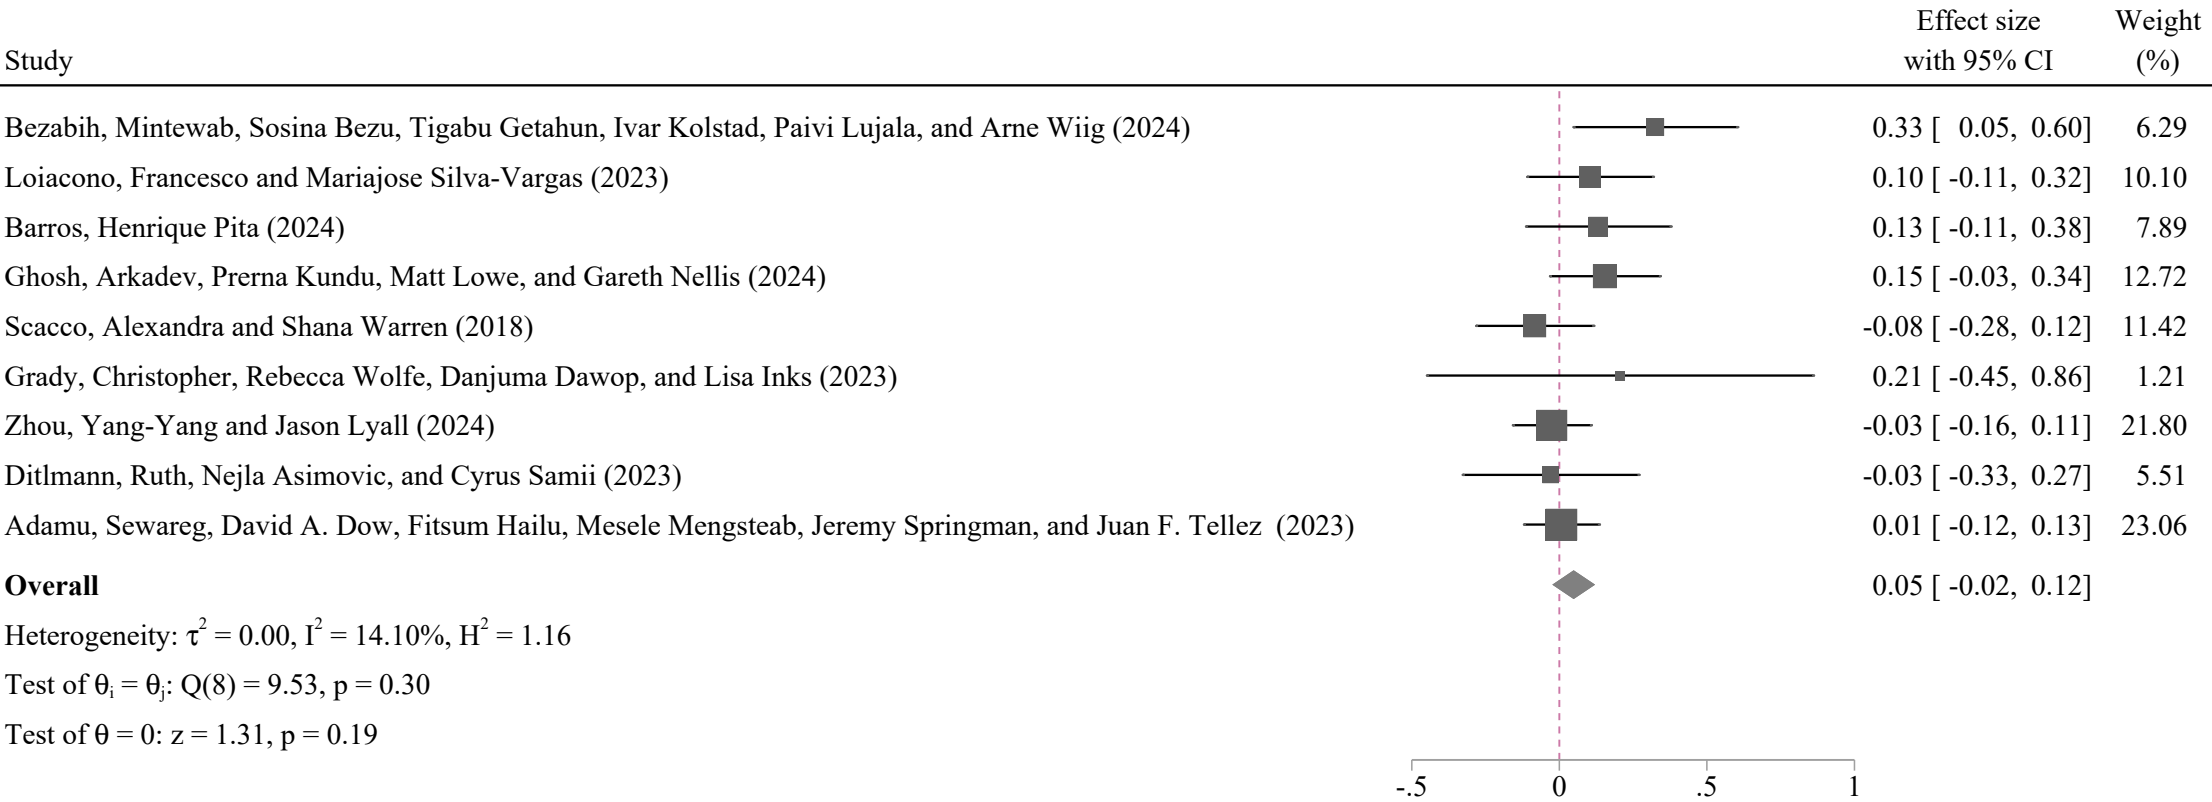 Effect size Weight
Study with 95% CI (%)
Bezabih, Mintewab, Sosina Bezu, Tigabu Getahun, Ivar Kolstad, Paivi Lujala, and Arne Wiig (2024) 0.33 [ 0.05, 0.60] 6.29
Loiacono, Francesco and Mariajose Silva-Vargas (2023) 0.10 [ -0.11, 0.32] 10.10
Barros, Henrique Pita (2024) 0.13 [ -0.11, 0.38] 7.89
Ghosh, Arkadev, Prerna Kundu, Matt Lowe, and Gareth Nellis (2024) 0.15 [ -0.03, 0.34] 12.72
Scacco, Alexandra and Shana Warren (2018) -0.08 [ -0.28, 0.12] 11.42
Grady, Christopher, Rebecca Wolfe, Danjuma Dawop, and Lisa Inks (2023) 0.21 [ -0.45, 0.86] 1.21
Zhou, Yang-Yang and Jason Lyall (2024) -0.03 [ -0.16, 0.11] 21.80
Ditlmann, Ruth, Nejla Asimovic, and Cyrus Samii (2023) -0.03 [ -0.33, 0.27] 5.51
Adamu, Sewareg, David A. Dow, Fitsum Hailu, Mesele Mengsteab, Jeremy Springman, and Juan F. Tellez (2023) 0.01 [ -0.12, 0.13] 23.06
Overall 0.05 [ -0.02, 0.12]
Heterogeneity: τ² = 0.00, I² = 14.10%, H² = 1.16
Test of θᵢ = θⱼ: Q(8) = 9.53, p = 0.30
Test of θ = 0: z = 1.31, p = 0.19
-.5 0 .5 1